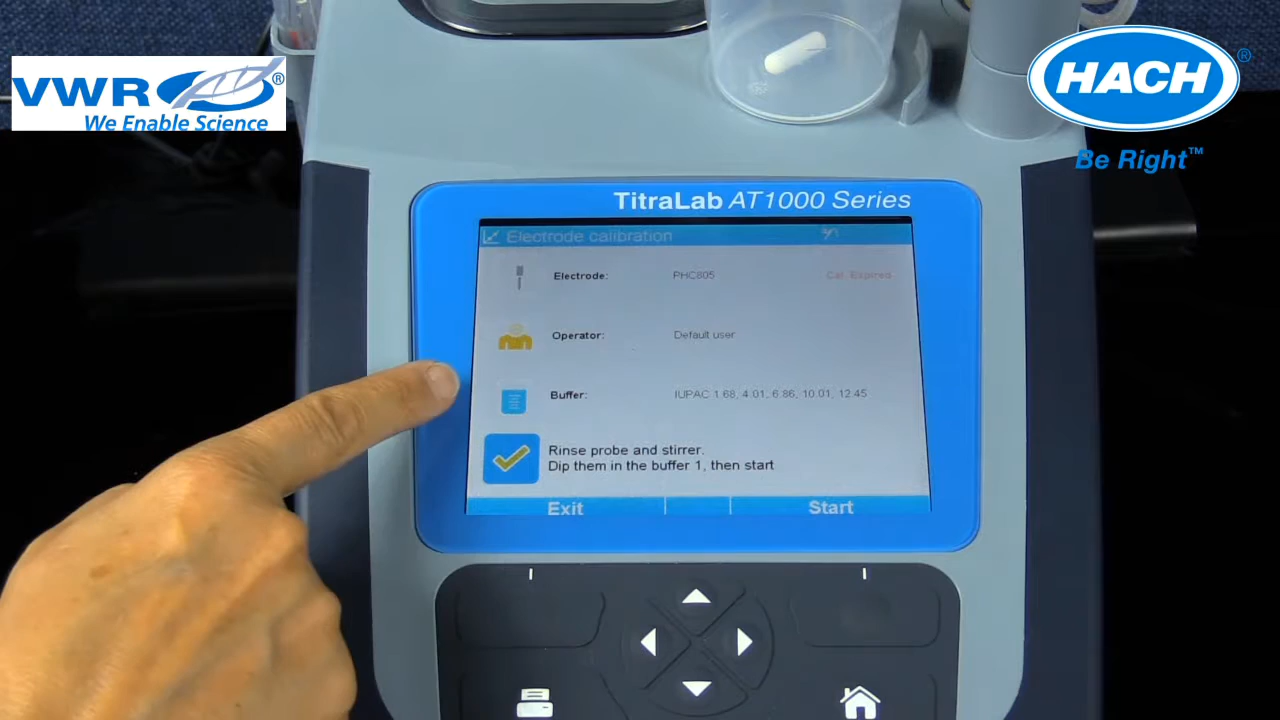 VWR®
We Enable Science
HACH®
Be Right™
TitraLab AT1000 Series
Electrode calibration
Electrode: PHC805 Cal. Expired
Operator: Default user
Buffer: IUPAC 1.68, 4.01, 6.86, 10.01, 12.45
Rinse probe and stirrer.
Dip them in the buffer 1, then start
Exit Start